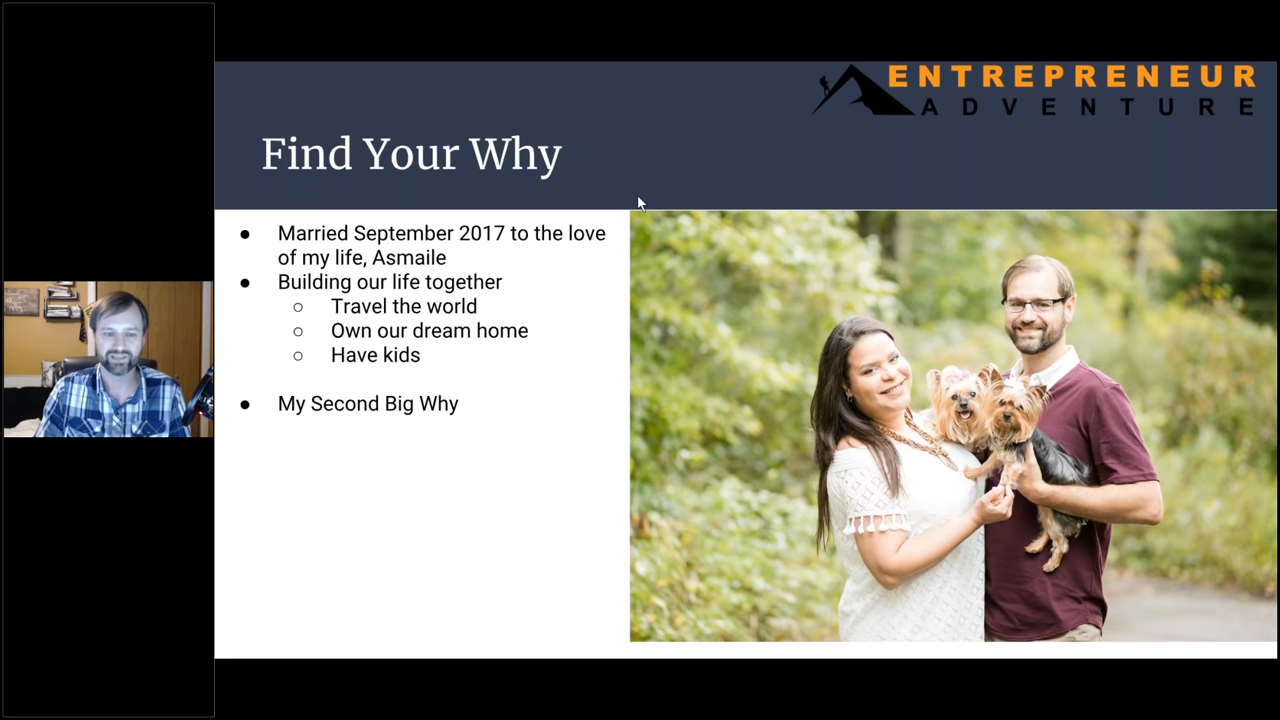 ENTREPRENEUR
ADVENTURE
Find Your Why
● Married September 2017 to the love
of my life, Asmaile
● Building our life together
○ Travel the world
○ Own our dream home
○ Have kids
● My Second Big Why